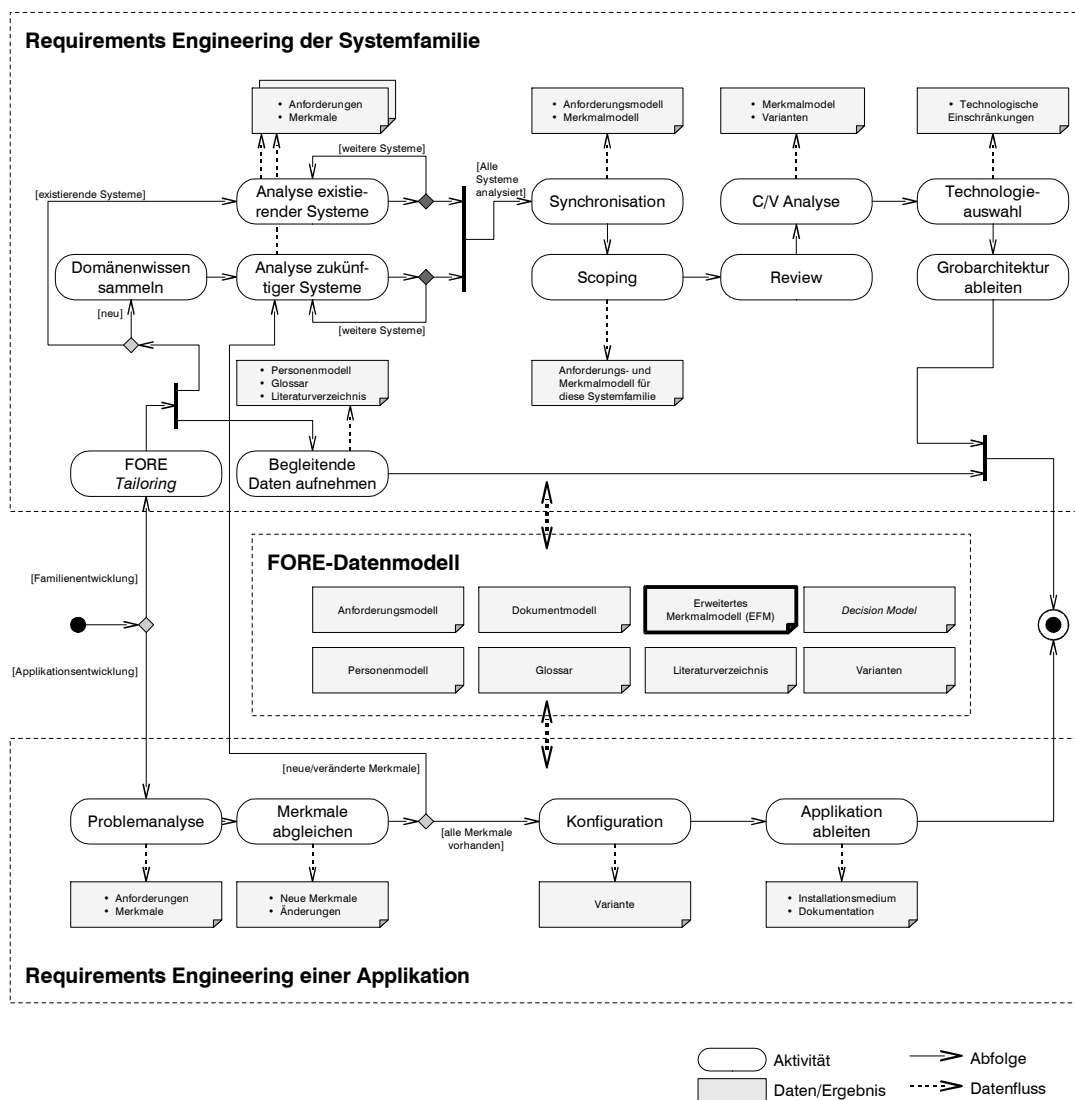 Requirements Engineering der Systemfamilie
• Anforderungen
• Merkmale
• Anforderungsmodell
• Merkmalmodell
• Merkmalmodel
• Varianten
• Technologische
Einschränkungen
[weitere Systeme]
[Alle
Systeme
analysiert]
[existierende Systeme]
Analyse existie-
render Systeme
Synchronisation
C/V Analyse
Technologie-
auswahl
Domänenwissen
sammeln
Analyse zukünf-
tiger Systeme
Scoping
Review
Grobarchitektur
ableiten
[neu]
[weitere Systeme]
• Personenmodell
• Glossar
• Literaturverzeichnis
Anforderungs- und
Merkmalmodell für
diese Systemfamilie
FORE
Tailoring
Begleitende
Daten aufnehmen
FORE-Datenmodell
[Familienentwicklung]
Anforderungsmodell
Dokumentmodell
Erweitertes
Merkmalmodell (EFM)
Decision Model
[Applikationsentwicklung]
Personenmodell
Glossar
Literaturverzeichnis
Varianten
[neue/veränderte Merkmale]
Problemanalyse
Merkmale
abgleichen
[alle Merkmale
vorhanden]
Konfiguration
Applikation
ableiten
• Anforderungen
• Merkmale
• Neue Merkmale
• Änderungen
Variante
• Installationsmedium
• Dokumentation
Requirements Engineering einer Applikation
Aktivität
Abfolge
Daten/Ergebnis
Datenfluss